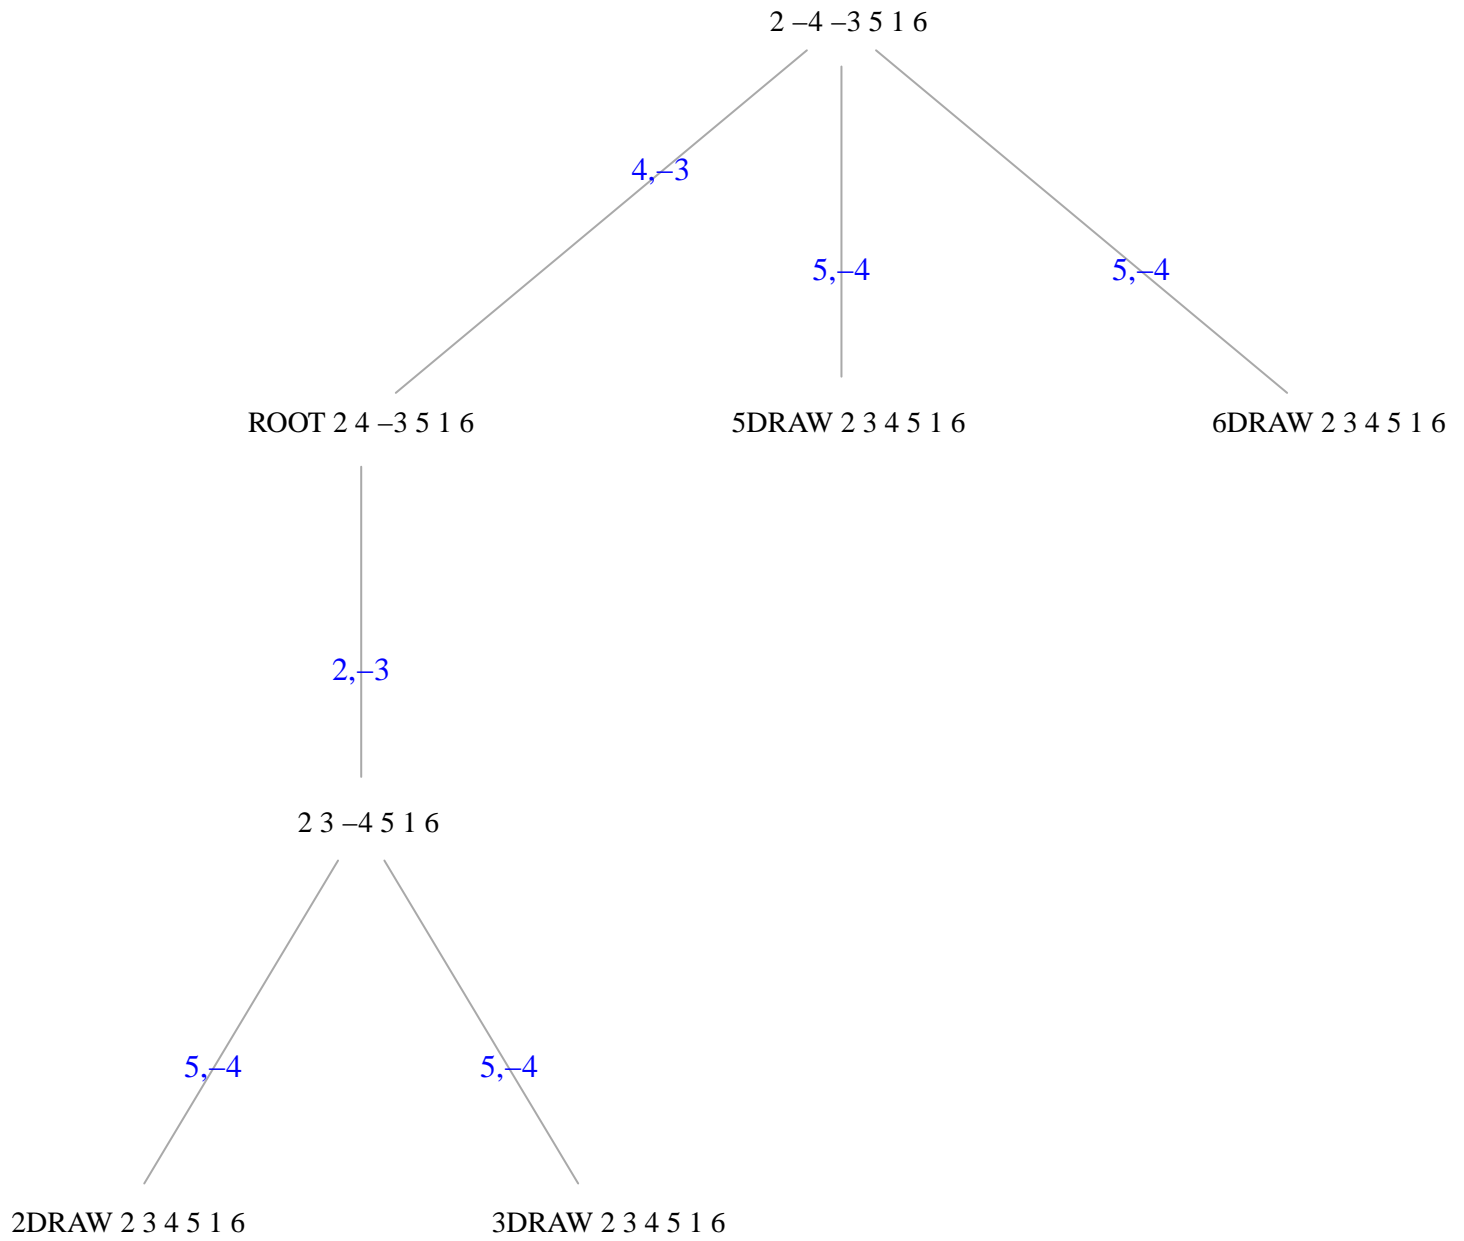 2 –4 –3 5 1 6
4,–3
5,–4
5,–4
ROOT 2 4 –3 5 1 6
5DRAW 2 3 4 5 1 6
6DRAW 2 3 4 5 1 6
2,–3
2 3 –4 5 1 6
5,–4
5,–4
2DRAW 2 3 4 5 1 6
3DRAW 2 3 4 5 1 6